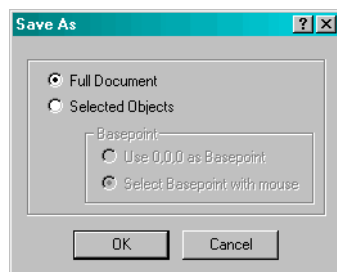 Save As
Full Document
Selected Objects
Basepoint
Use 0,0,0 as Basepoint
Select Basepoint with mouse
OK Cancel